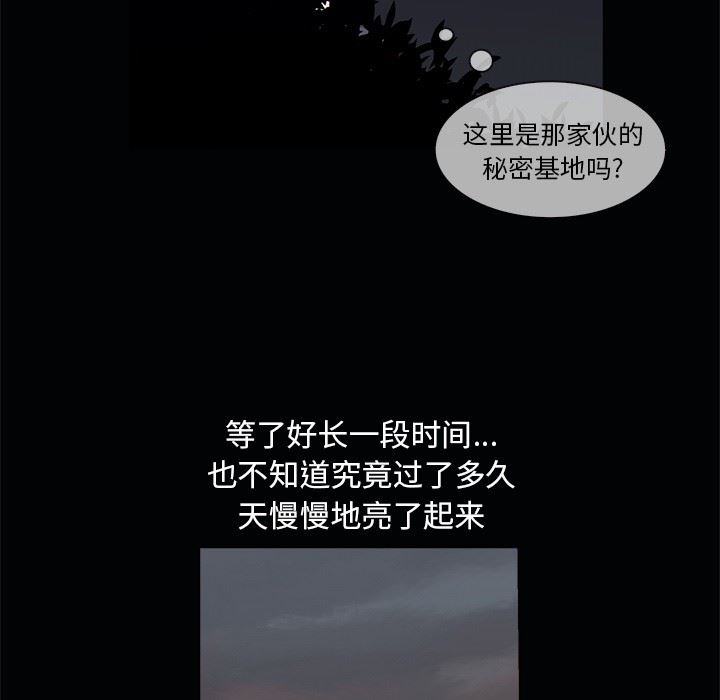 这里是那家伙的
秘密基地吗?
等了好长一段时间...
也不知道究竟过了多久
天慢慢地亮了起来